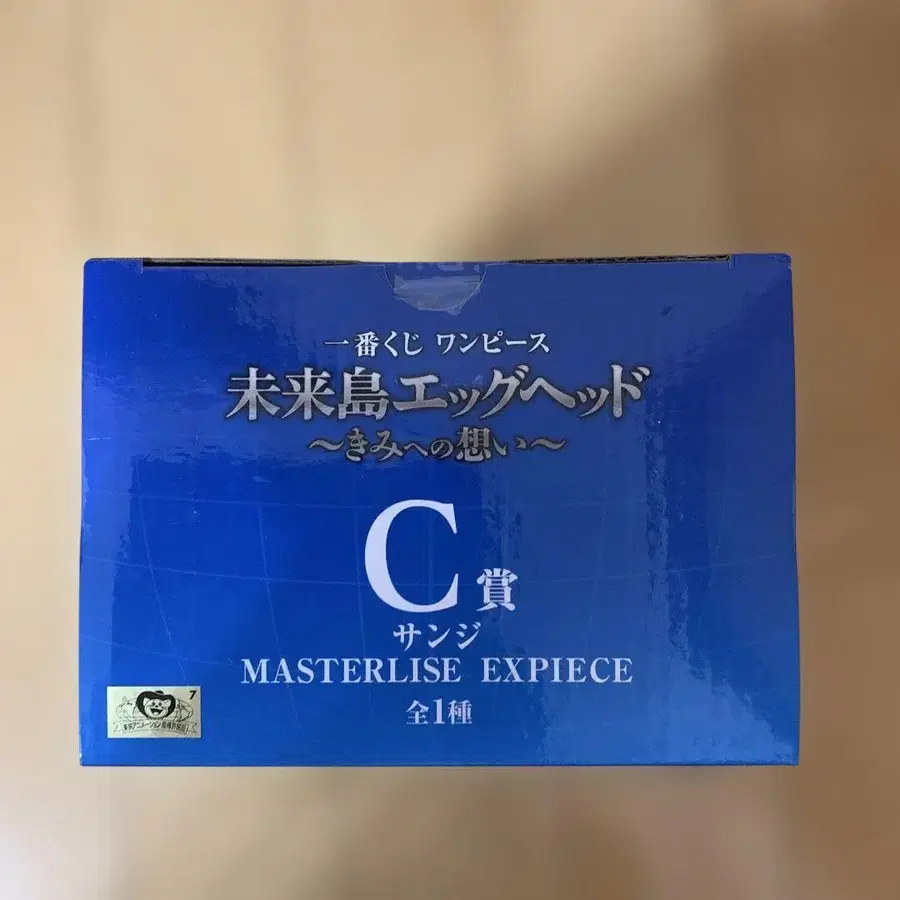 一番くじ ワンピース
未来島エッグヘッド
〜きみへの想い〜
C賞
サンジ
MASTERLISE EXPIECE
全1種
7